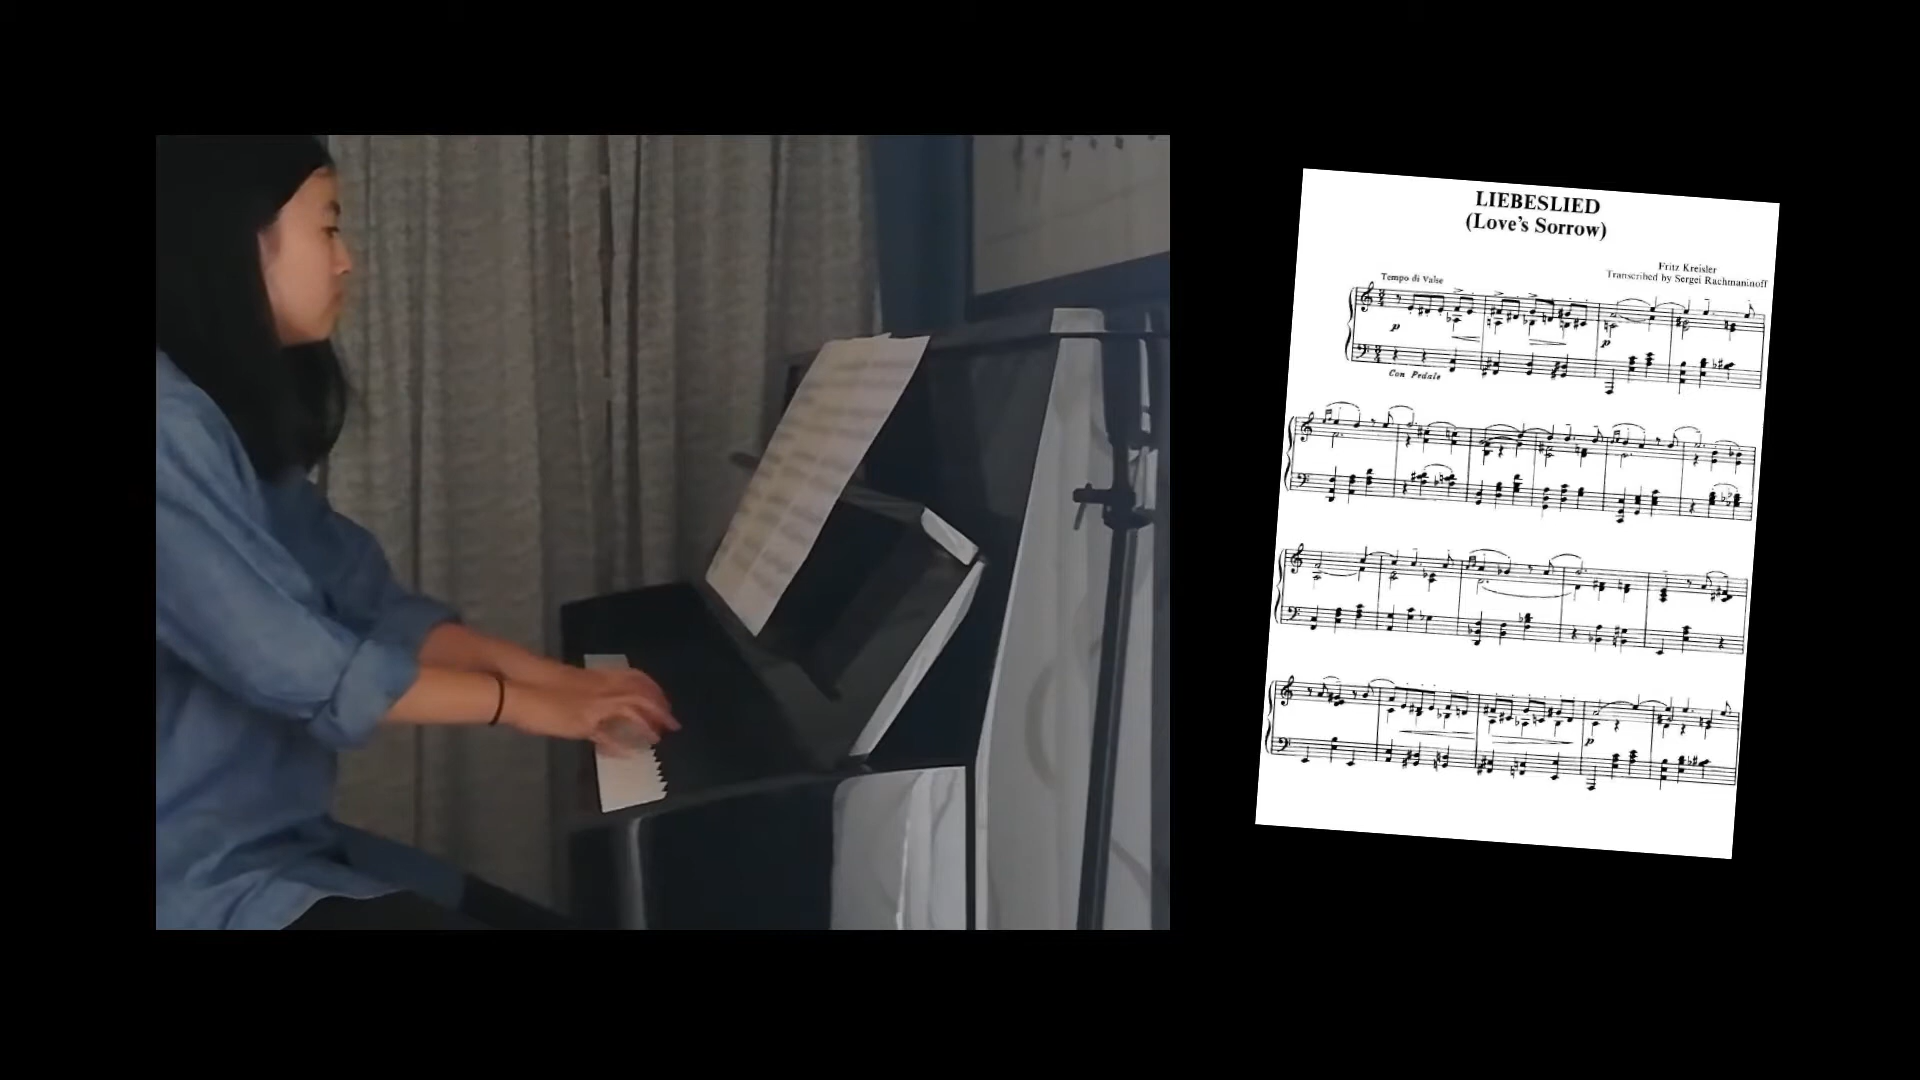 LIEBESLIED
(Love's Sorrow)
Fritz Kreisler
Transcribed by Sergei Rachmaninoff
Tempo di Valse
p
p
Con Pedale
p